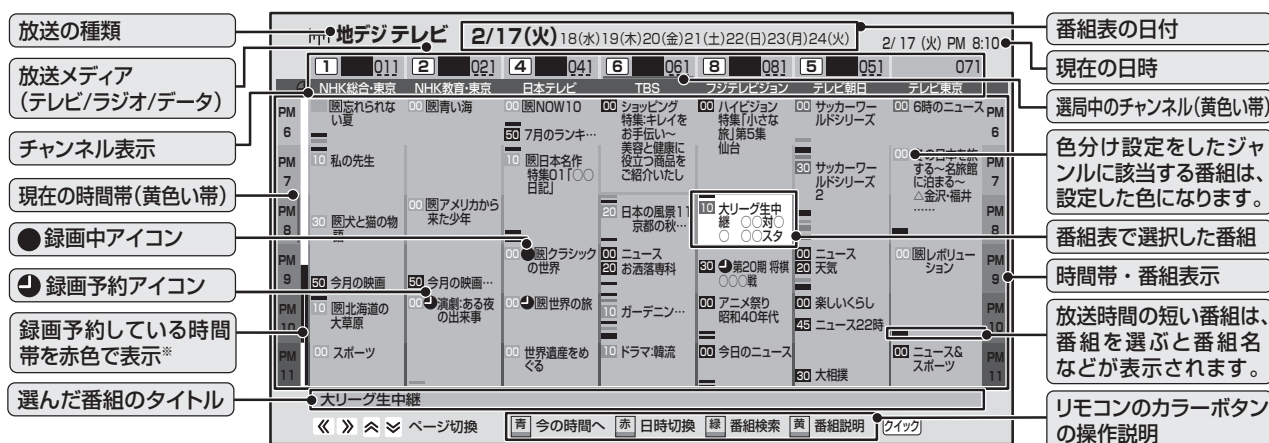 放送の種類
放送メディア
（テレビ/ラジオ/データ）
チャンネル表示
現在の時間帯（黄色い帯）
●録画中アイコン
録画予約アイコン
録画予約している時間
帯を赤色で表示※
選んだ番組のタイトル
地デジ テレビ
2/17(火) 18(水) 19(木) 20(金) 21(土) 22(日) 23(月) 24(火)
2/ 17 (火) PM 8:10
1 011 2 021 4 041 6 061 8 081 5 051 071
NHK総合・東京 NHK教育・東京 日本テレビ TBS フジテレビジョン テレビ朝日 テレビ東京
PM 6
PM 7
PM 8
PM 9
PM 10
PM 11
映忘れられな
い夏
10 私の先生
30 映犬と猫の物
語
50 今月の映画
10 映北海道の
大草原
00 スポーツ
00 映青い海
00 映アメリカから
来た少年
50 今月の映画…
00 演劇:ある夜
の出来事
00 映NOW10
50 7月のランキ…
10 映日本名作
特集01「○○
日記」
00 映クラシック
の世界
00 映世界の旅
00 世界遺産をめ
ぐる
00 ショッピング
特集:キレイを
お手伝い～
美容と健康に
役立つ商品を
ご紹介いたし
20 日本の風景11
京都の秋…
00 ニュース
20 お洒落専科
10 ガーデニン…
10 ドラマ:韓流
00 ハイビジョン
特集「小さな
旅」第5集
仙台
10 大リーグ生中
継 ○○対○
○ ○○スタ
30 第20期 将棋
○○○戦
00 アニメ祭り
昭和40年代
00 今日のニュース
00 サッカーワー
ルドシリーズ
30 サッカーワー
ルドシリーズ
2
00 ニュース
20 天気
00 楽しいくらし
45 ニュース22時
30 大相撲
00 6時のニュース
00 の日本を旅
する～名旅館
に泊まる～
△金沢・福井
……
00 映レボリュー
ション
00 ニュース&
スポーツ
PM 6
PM 7
PM 8
PM 9
10
PM 11
大リーグ生中継
ページ切換
青 今の時間へ 赤 日時切換 緑 番組検索 黄 番組説明 クイック
番組表の日付
現在の日時
選局中のチャンネル（黄色い帯）
色分け設定をしたジャ
ンルに該当する番組は、
設定した色になります。
番組表で選択した番組
時間帯・番組表示
放送時間の短い番組は、
番組を選ぶと番組名
などが表示されます。
リモコンのカラーボタン
の操作説明